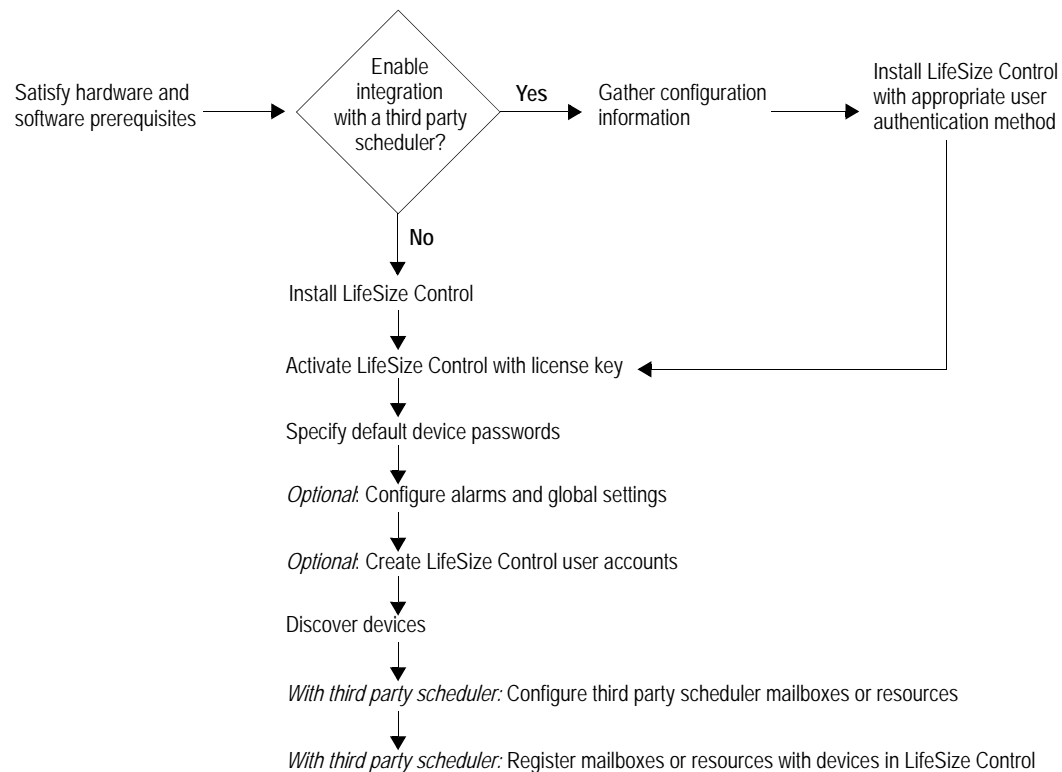 Satisfy hardware and
software prerequisites
Enable
integration
with a third party
scheduler?
Yes
Gather configuration
information
Install LifeSize Control
with appropriate user
authentication method
No
Install LifeSize Control
Activate LifeSize Control with license key
Specify default device passwords
Optional: Configure alarms and global settings
Optional: Create LifeSize Control user accounts
Discover devices
With third party scheduler: Configure third party scheduler mailboxes or resources
With third party scheduler: Register mailboxes or resources with devices in LifeSize Control